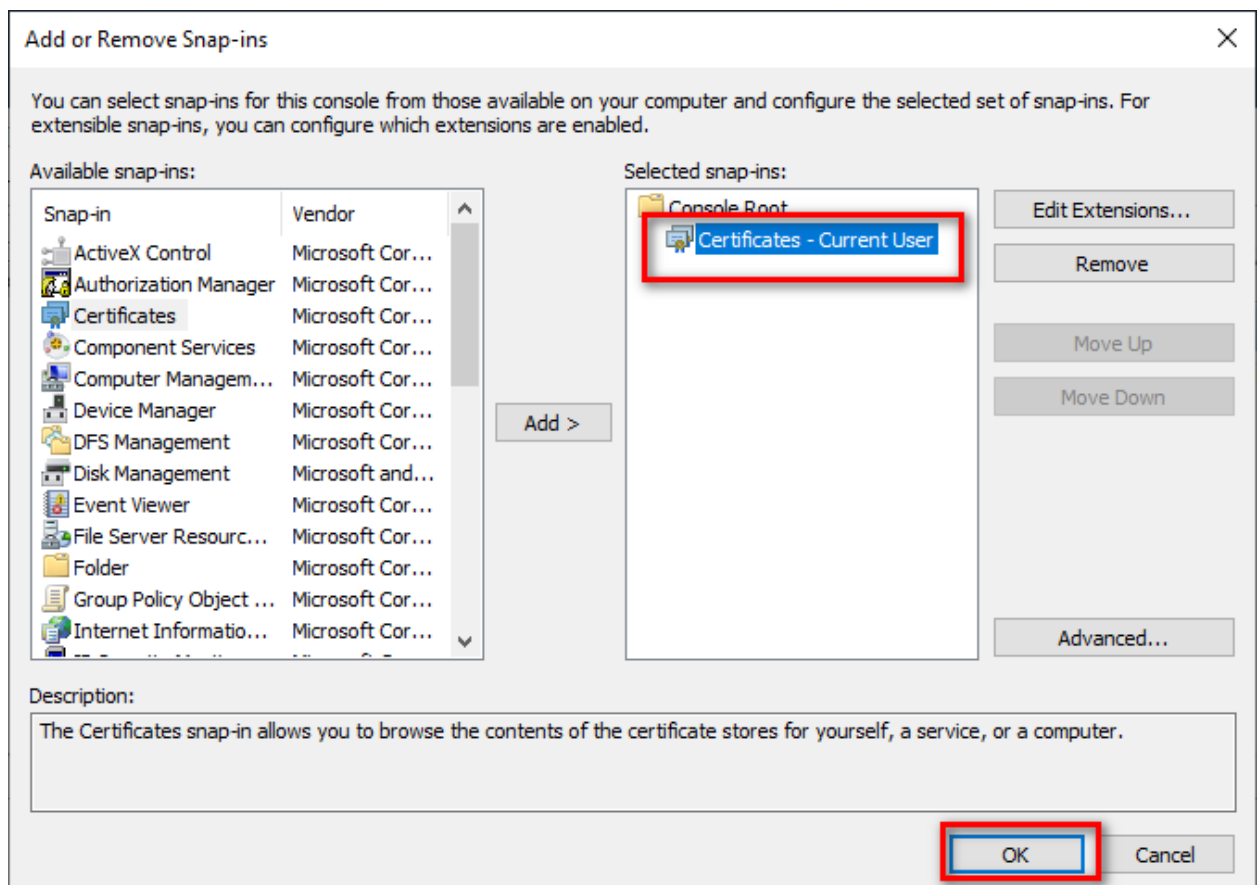 Add or Remove Snap-ins
You can select snap-ins for this console from those available on your computer and configure the selected set of snap-ins. For
extensible snap-ins, you can configure which extensions are enabled.
Available snap-ins:
Snap-in Vendor
ActiveX Control Microsoft Cor...
Authorization Manager Microsoft Cor...
Certificates Microsoft Cor...
Component Services Microsoft Cor...
Computer Managem... Microsoft Cor...
Device Manager Microsoft Cor...
DFS Management Microsoft Cor...
Disk Management Microsoft and...
Event Viewer Microsoft Cor...
File Server Resourc... Microsoft Cor...
Folder Microsoft Cor...
Group Policy Object ... Microsoft Cor...
Internet Informatio... Microsoft Cor...
Add >
Selected snap-ins:
Console Root
Certificates - Current User
Edit Extensions...
Remove
Move Up
Move Down
Advanced...
Description:
The Certificates snap-in allows you to browse the contents of the certificate stores for yourself, a service, or a computer.
OK
Cancel